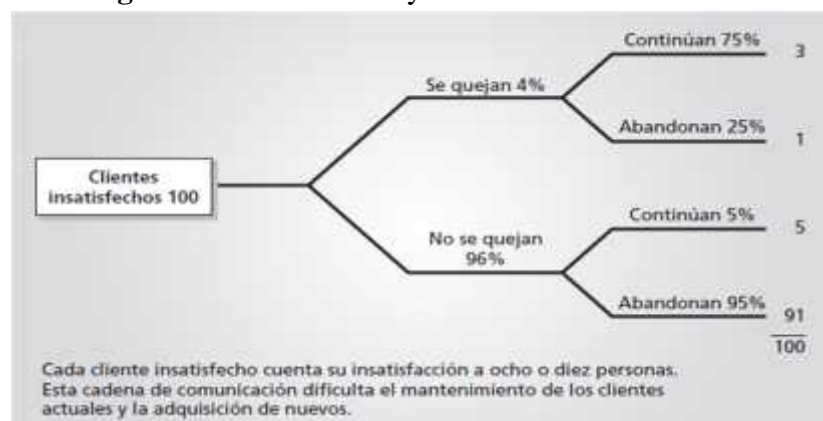 Continúan 75% 3
Se quejan 4%
Abandonan 25% 1
Clientes
insatisfechos 100
Continúan 5% 5
No se quejan
96%
Abandonan 95% 91
100
Cada cliente insatisfecho cuenta su insatisfacción a ocho o diez personas.
Esta cadena de comunicación dificulta el mantenimiento de los clientes
actuales y la adquisición de nuevos.